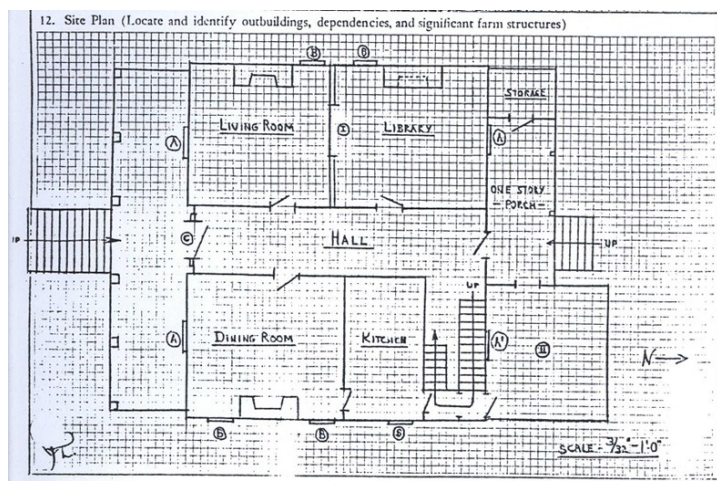 12. Site Plan (Locate and identify outbuildings, dependencies, and significant farm structures)
B B
STORAGE
A LIVING ROOM I LIBRARY A
ONE STORY
PORCH
UP C HALL UP
UP
A DINING ROOM KITCHEN A' II
N
B B B
SCALE - 3/32" - 1'0"